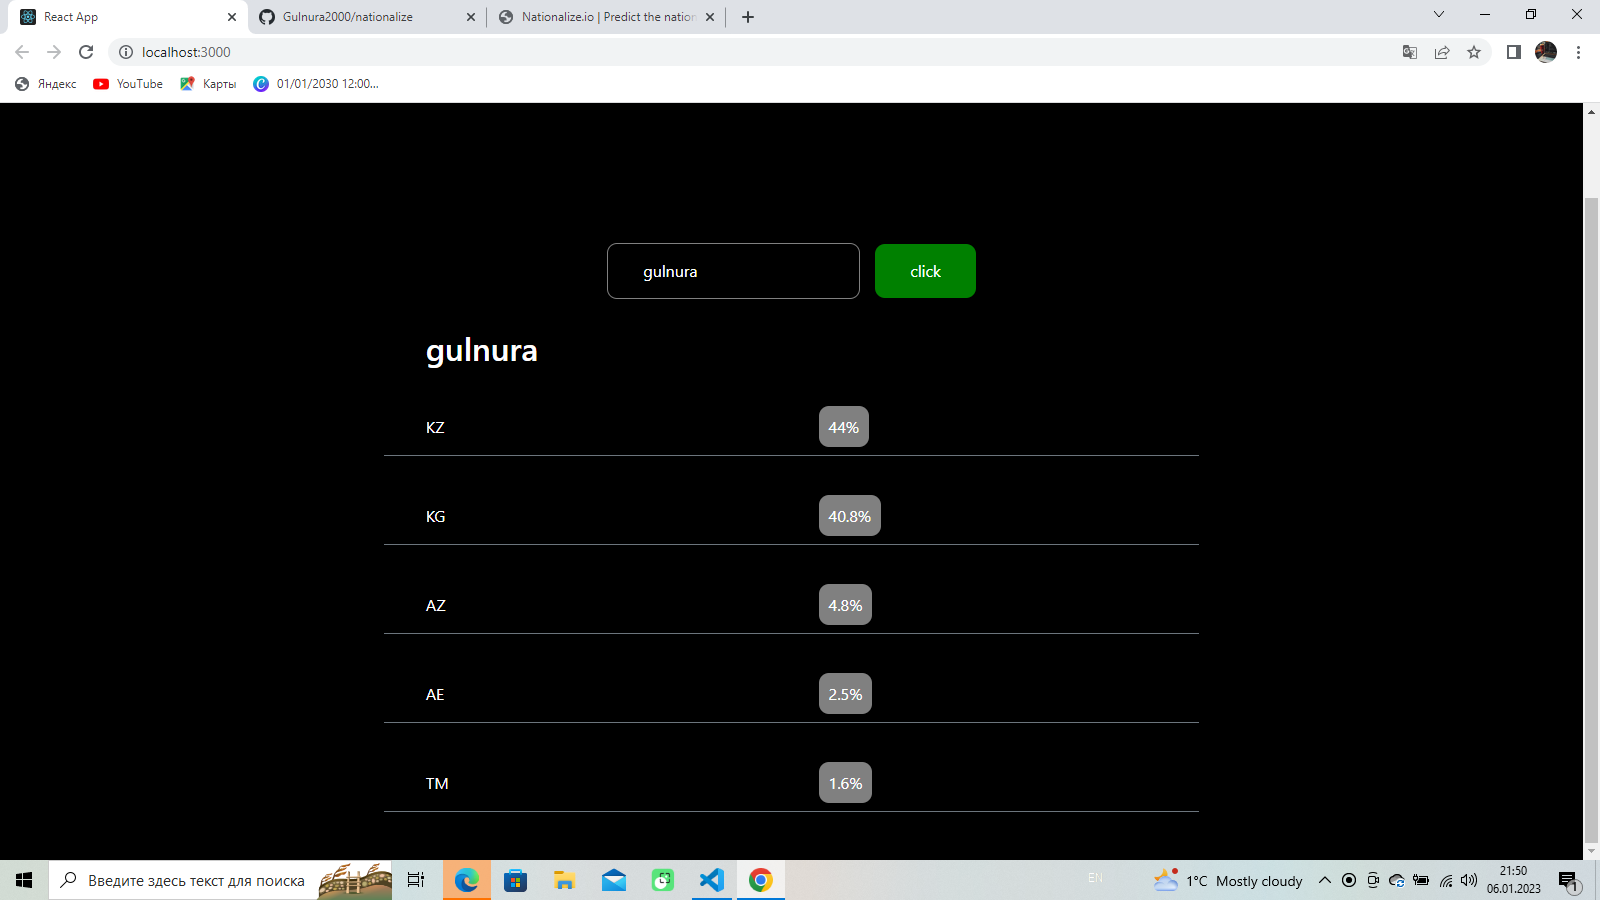 React App
Gulnura2000/nationalize
Nationalize.io | Predict the nation
localhost:3000
Яндекс
YouTube
Карты
01/01/2030 12:00...
gulnura
click
gulnura
KZ 44%
KG 40.8%
AZ 4.8%
AE 2.5%
TM 1.6%
Введите здесь текст для поиска
EN
1°C Mostly cloudy
21:50
06.01.2023
1